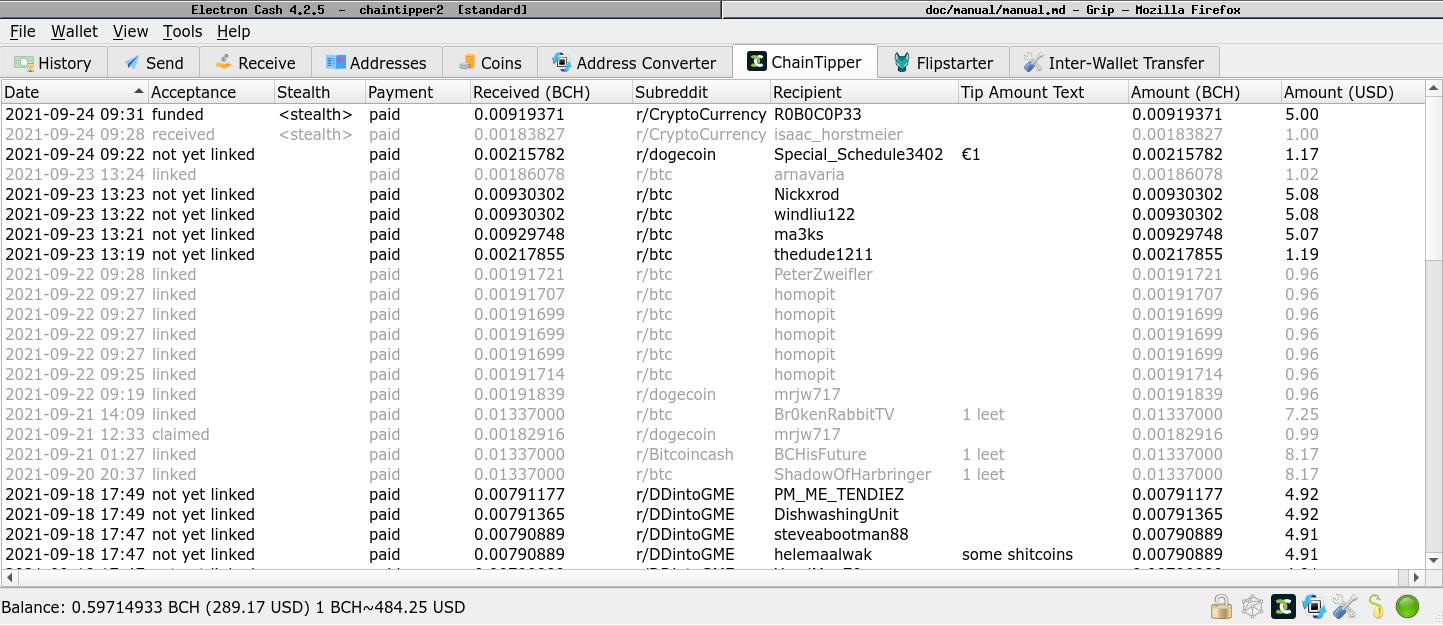 Electron Cash 4.2.5 - chaintipper2 [standard] doc/manual/manual.md - Grip - Mozilla Firefox
File Wallet View Tools Help
History Send Receive Addresses Coins Address Converter ChainTipper Flipstarter Inter-Wallet Transfer
Date Acceptance Stealth Payment Received (BCH) Subreddit Recipient Tip Amount Text Amount (BCH) Amount (USD)
2021-09-24 09:31 funded <stealth> paid 0.00919371 r/CryptoCurrency R0B0C0P33 0.00919371 5.00
2021-09-24 09:28 received <stealth> paid 0.00183827 r/CryptoCurrency isaac_horstmeier 0.00183827 1.00
2021-09-24 09:22 not yet linked paid 0.00215782 r/dogecoin Special_Schedule3402 €1 0.00215782 1.17
2021-09-23 13:24 linked paid 0.00186078 r/btc arnavaria 0.00186078 1.02
2021-09-23 13:23 not yet linked paid 0.00930302 r/btc Nickxrod 0.00930302 5.08
2021-09-23 13:22 not yet linked paid 0.00930302 r/btc windliu122 0.00930302 5.08
2021-09-23 13:21 not yet linked paid 0.00929748 r/btc ma3ks 0.00929748 5.07
2021-09-23 13:19 not yet linked paid 0.00217855 r/btc thedude1211 0.00217855 1.19
2021-09-22 09:28 linked paid 0.00191721 r/btc PeterZweifler 0.00191721 0.96
2021-09-22 09:27 linked paid 0.00191707 r/btc homopit 0.00191707 0.96
2021-09-22 09:27 linked paid 0.00191699 r/btc homopit 0.00191699 0.96
2021-09-22 09:27 linked paid 0.00191699 r/btc homopit 0.00191699 0.96
2021-09-22 09:27 linked paid 0.00191699 r/btc homopit 0.00191699 0.96
2021-09-22 09:25 linked paid 0.00191714 r/btc homopit 0.00191714 0.96
2021-09-22 09:19 linked paid 0.00191839 r/dogecoin mrjw717 0.00191839 0.96
2021-09-21 14:09 linked paid 0.01337000 r/btc Br0kenRabbitTV 1 leet 0.01337000 7.25
2021-09-21 12:33 claimed paid 0.00182916 r/dogecoin mrjw717 0.00182916 0.99
2021-09-21 01:27 linked paid 0.01337000 r/Bitcoincash BCHisFuture 1 leet 0.01337000 8.17
2021-09-20 20:37 linked paid 0.01337000 r/btc ShadowOfHarbringer 1 leet 0.01337000 8.17
2021-09-18 17:49 not yet linked paid 0.00791177 r/DDintoGME PM_ME_TENDIEZ 0.00791177 4.92
2021-09-18 17:49 not yet linked paid 0.00791365 r/DDintoGME DishwashingUnit 0.00791365 4.92
2021-09-18 17:47 not yet linked paid 0.00790889 r/DDintoGME steveabootman88 0.00790889 4.91
2021-09-18 17:47 not yet linked paid 0.00790889 r/DDintoGME helemaalwak some shitcoins 0.00790889 4.91
Balance: 0.59714933 BCH (289.17 USD) 1 BCH~484.25 USD